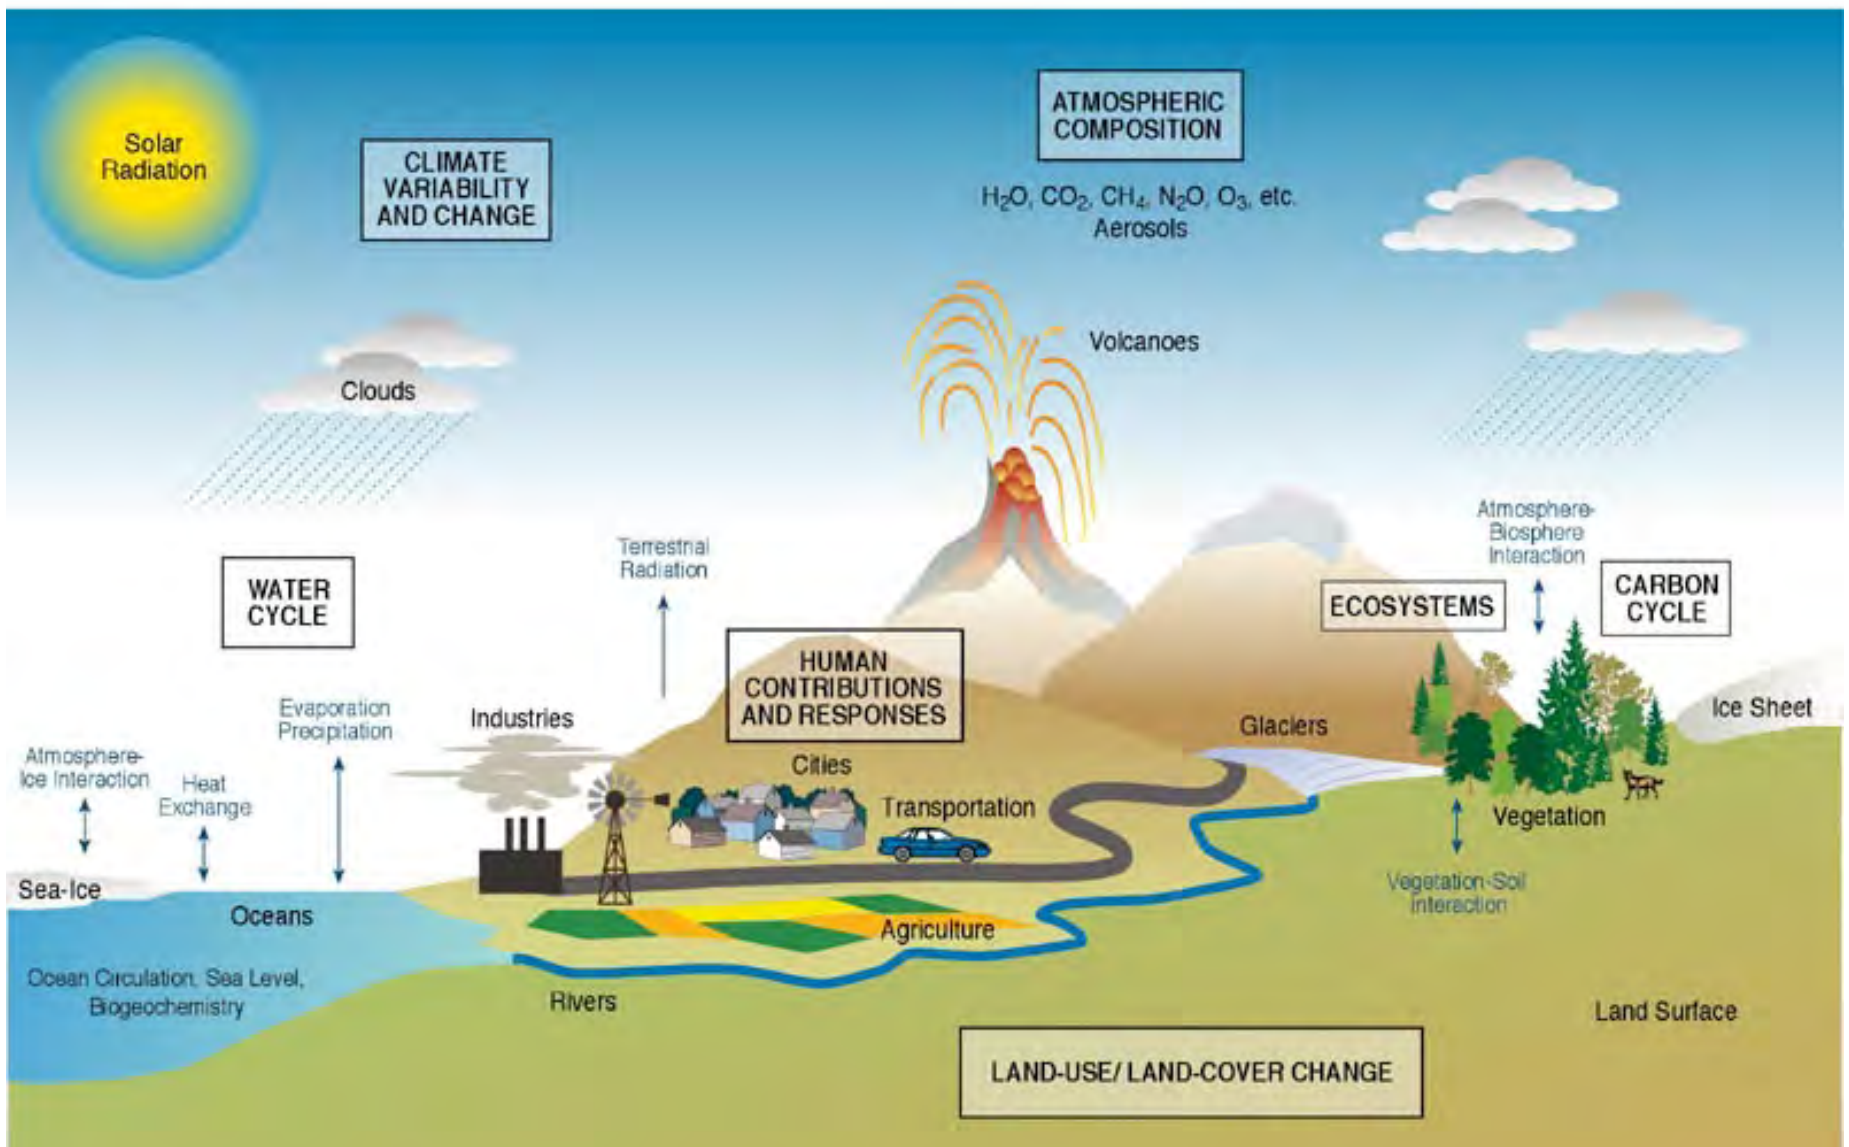 Solar
Radiation
CLIMATE
VARIABILITY
AND CHANGE
ATMOSPHERIC
COMPOSITION
H₂O, CO₂, CH₄, N₂O, O₃, etc.
Aerosols
Volcanoes
Clouds
Atmosphere-
Biosphere
Interaction
Terrestrial
Radiation
WATER
CYCLE
ECOSYSTEMS
CARBON
CYCLE
HUMAN
CONTRIBUTIONS
AND RESPONSES
Evaporation
Precipitation
Industries
Glaciers
Ice Sheet
Atmosphere-
Ice Interaction
Heat
Exchange
Cities
Transportation
Vegetation
Sea-Ice
Oceans
Vegetation-Soil
Interaction
Agriculture
Ocean Circulation, Sea Level,
Biogeochemistry
Rivers
Land Surface
LAND-USE/ LAND-COVER CHANGE